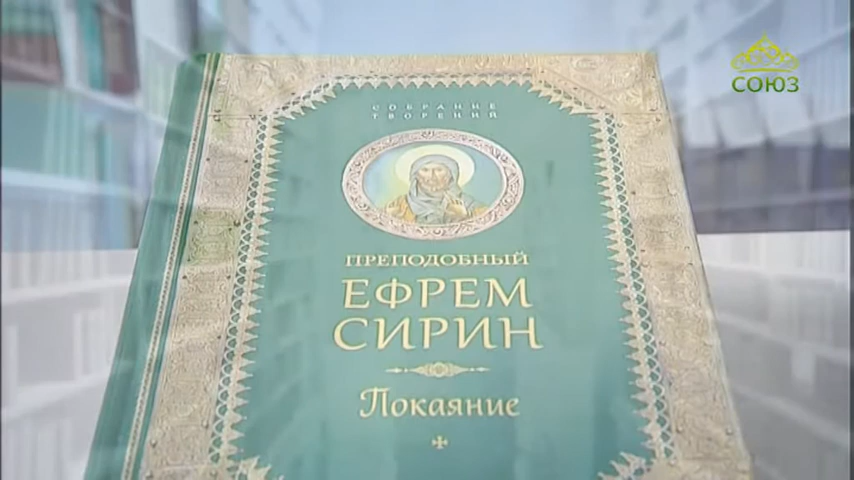 СОЮЗ
СОБРАНИЕ
ТВОРЕНИЙ
ПРЕПОДОБНЫЙ
ЕФРЕМ
СИРИН
Покаяние